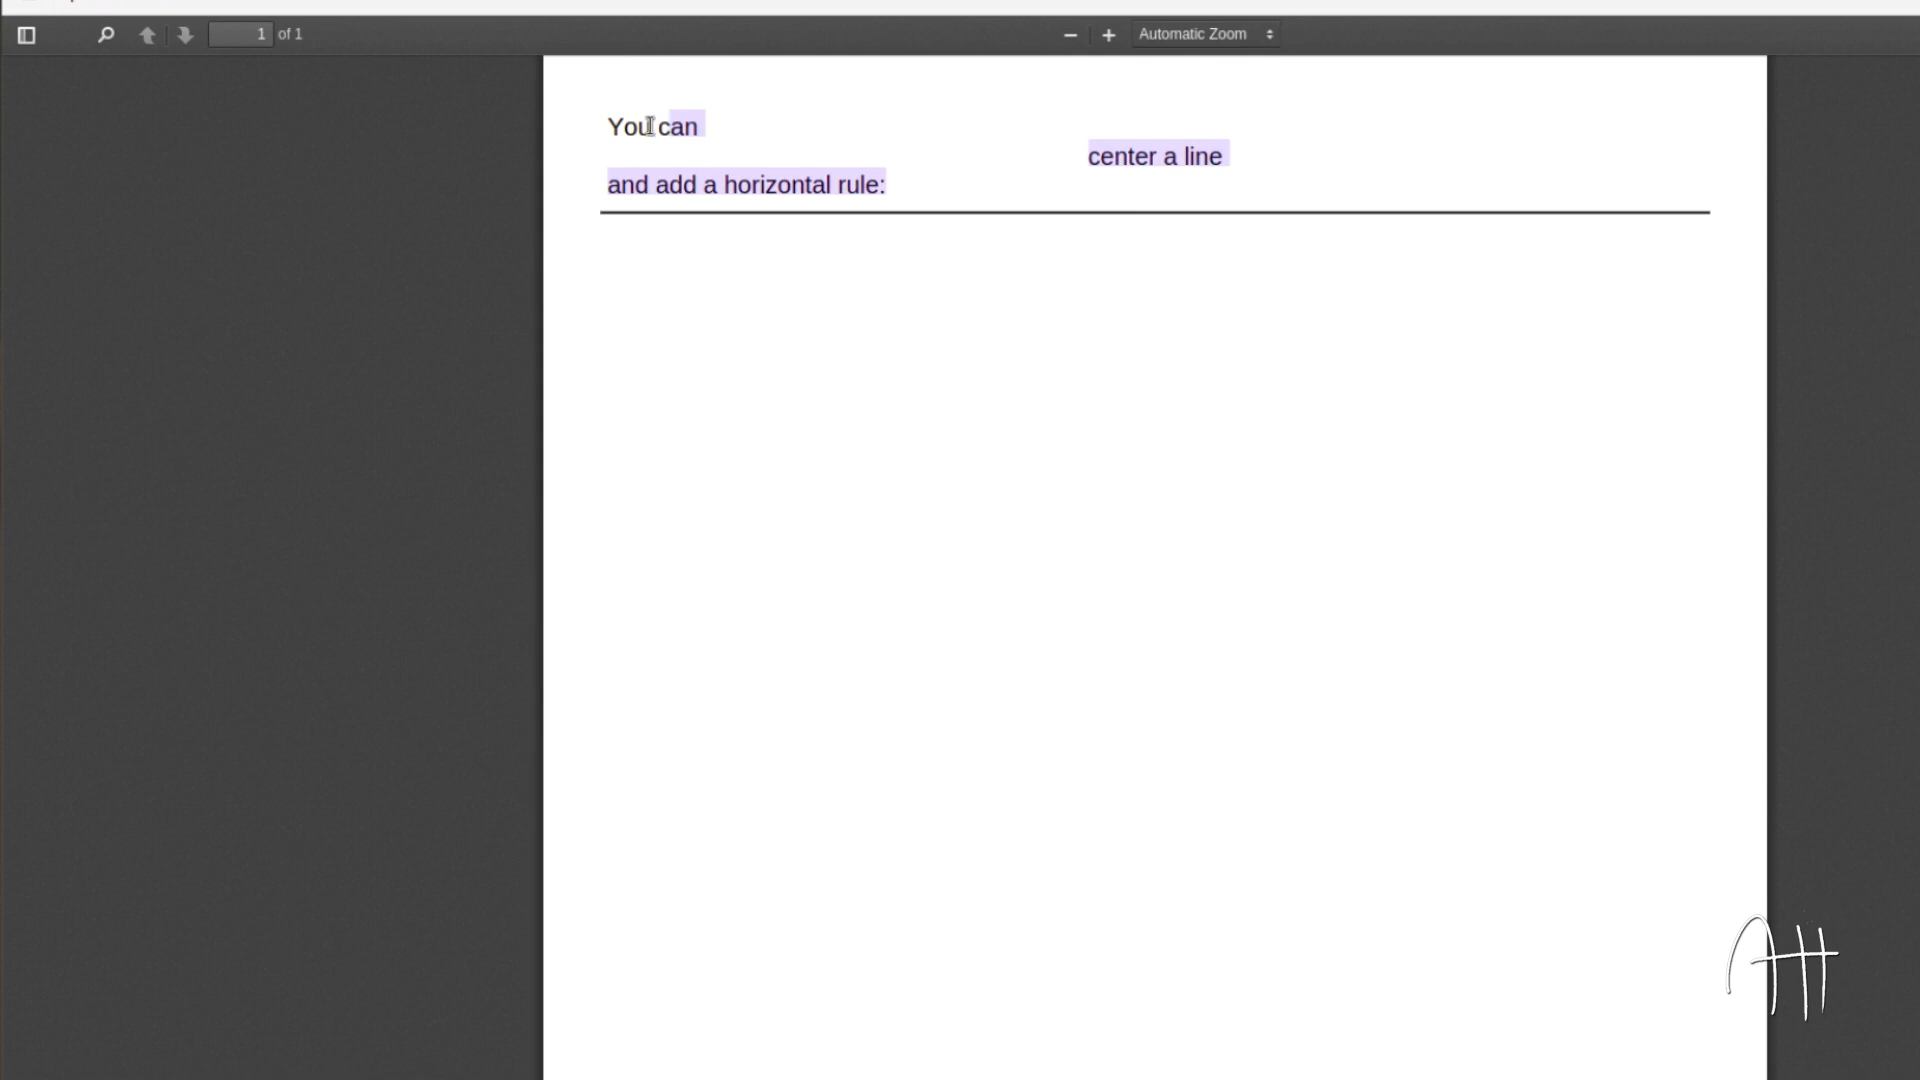 1 of 1
Automatic Zoom
You can
center a line
and add a horizontal rule: